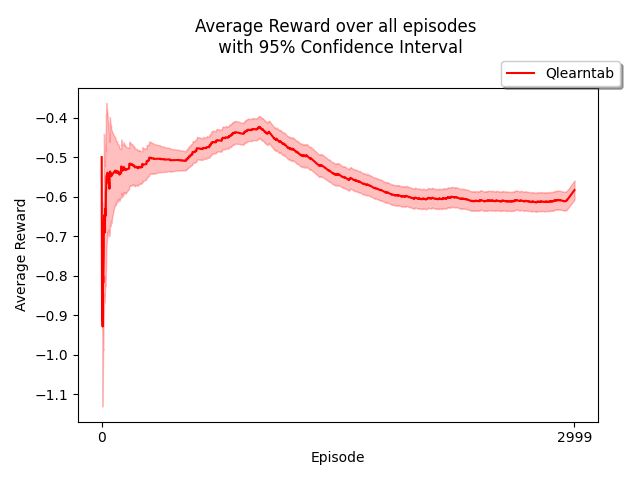 Average Reward over all episodes
with 95% Confidence Interval
Qlearntab
−0.4
−0.5
−0.6
−0.7
−0.8
−0.9
−1.0
−1.1
Average Reward
0
2999
Episode